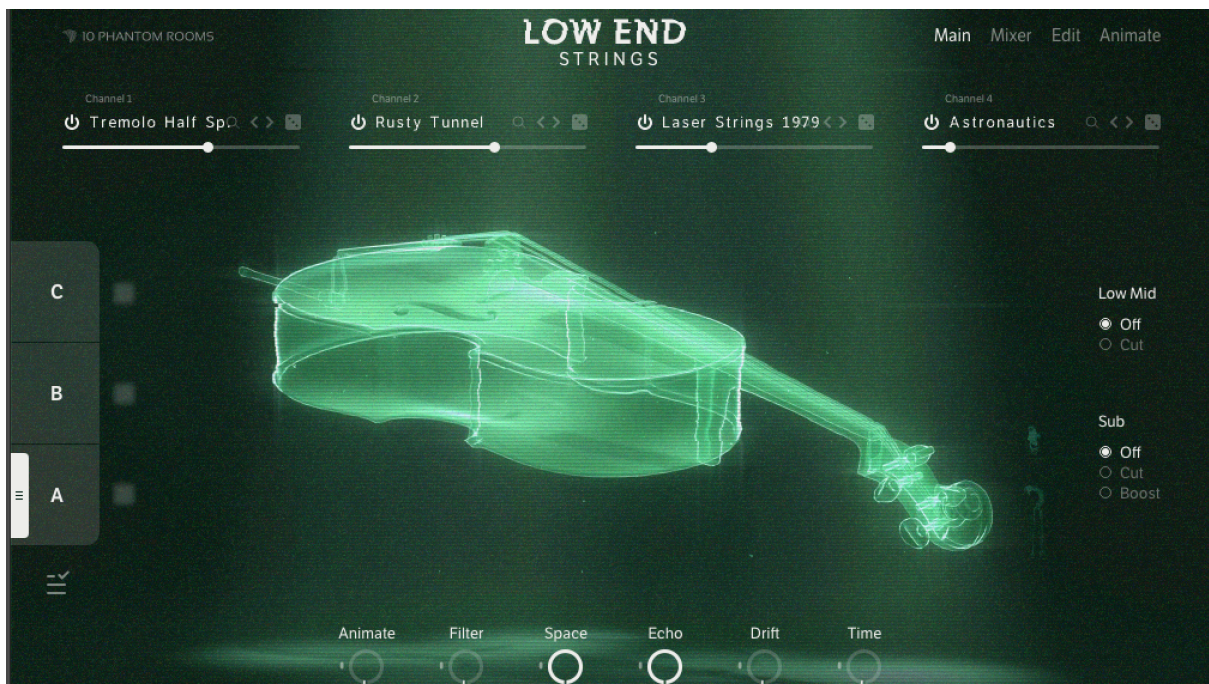 10 PHANTOM ROOMS
LOW END
STRINGS
Main Mixer Edit Animate
Channel 1
Tremolo Half Sp.
Channel 2
Rusty Tunnel
Channel 3
Laser Strings 1979
Channel 4
Astronautics
C
B
A
Low Mid
Off
Cut
Sub
Off
Cut
Boost
Animate Filter Space Echo Drift Time